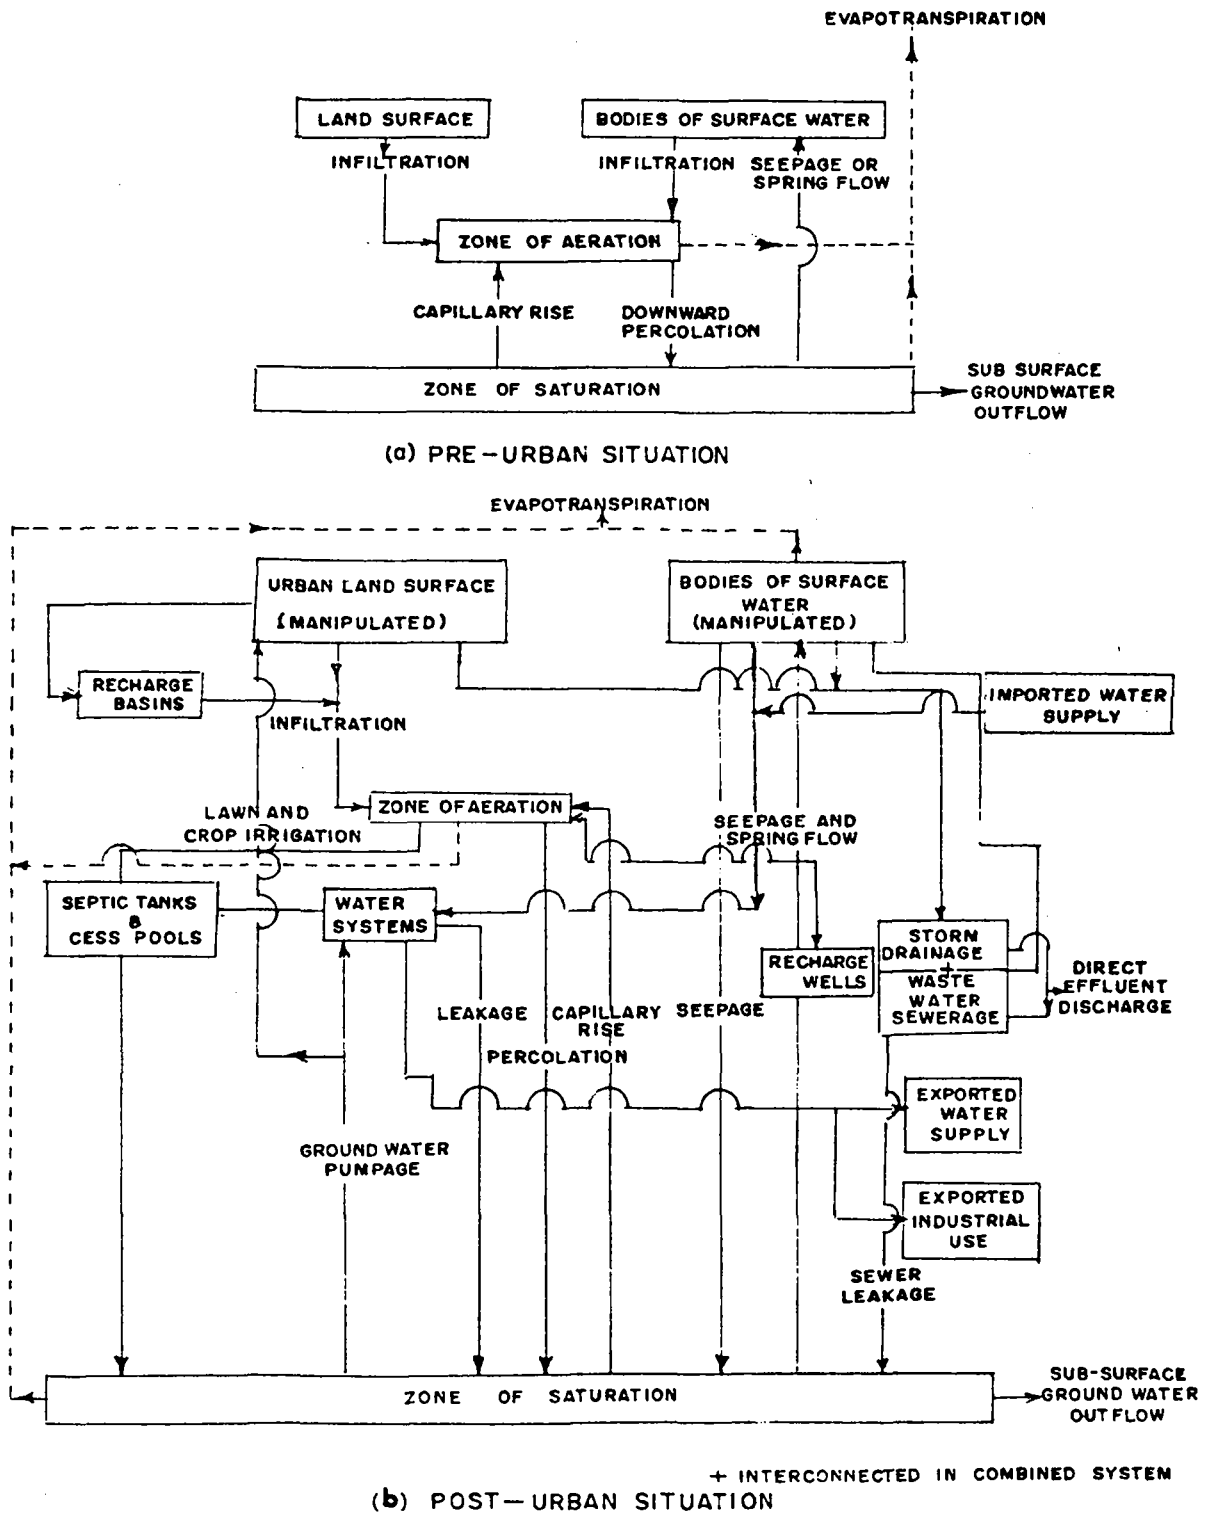 EVAPOTRANSPIRATION
LAND SURFACE
BODIES OF SURFACE WATER
INFILTRATION
INFILTRATION
SEEPAGE OR
SPRING FLOW
ZONE OF AERATION
CAPILLARY RISE
DOWNWARD
PERCOLATION
ZONE OF SATURATION
SUB SURFACE
GROUNDWATER
OUTFLOW
(a) PRE-URBAN SITUATION
EVAPOTRANSPIRATION
URBAN LAND SURFACE
(MANIPULATED)
BODIES OF SURFACE
WATER
(MANIPULATED)
RECHARGE
BASINS
IMPORTED WATER
SUPPLY
INFILTRATION
ZONE OF AERATION
LAWN AND
CROP IRRIGATION
SEEPAGE AND
SPRING FLOW
SEPTIC TANKS
&
CESS POOLS
WATER
SYSTEMS
STORM
DRAINAGE
+
WASTE
WATER
SEWERAGE
RECHARGE
WELLS
DIRECT
EFFLUENT
DISCHARGE
LEAKAGE
CAPILLARY
RISE
SEEPAGE
PERCOLATION
EXPORTED
WATER
SUPPLY
GROUND WATER
PUMPAGE
EXPORTED
INDUSTRIAL
USE
SEWER
LEAKAGE
ZONE OF SATURATION
SUB-SURFACE
GROUND WATER
OUTFLOW
+ INTERCONNECTED IN COMBINED SYSTEM
(b) POST-URBAN SITUATION